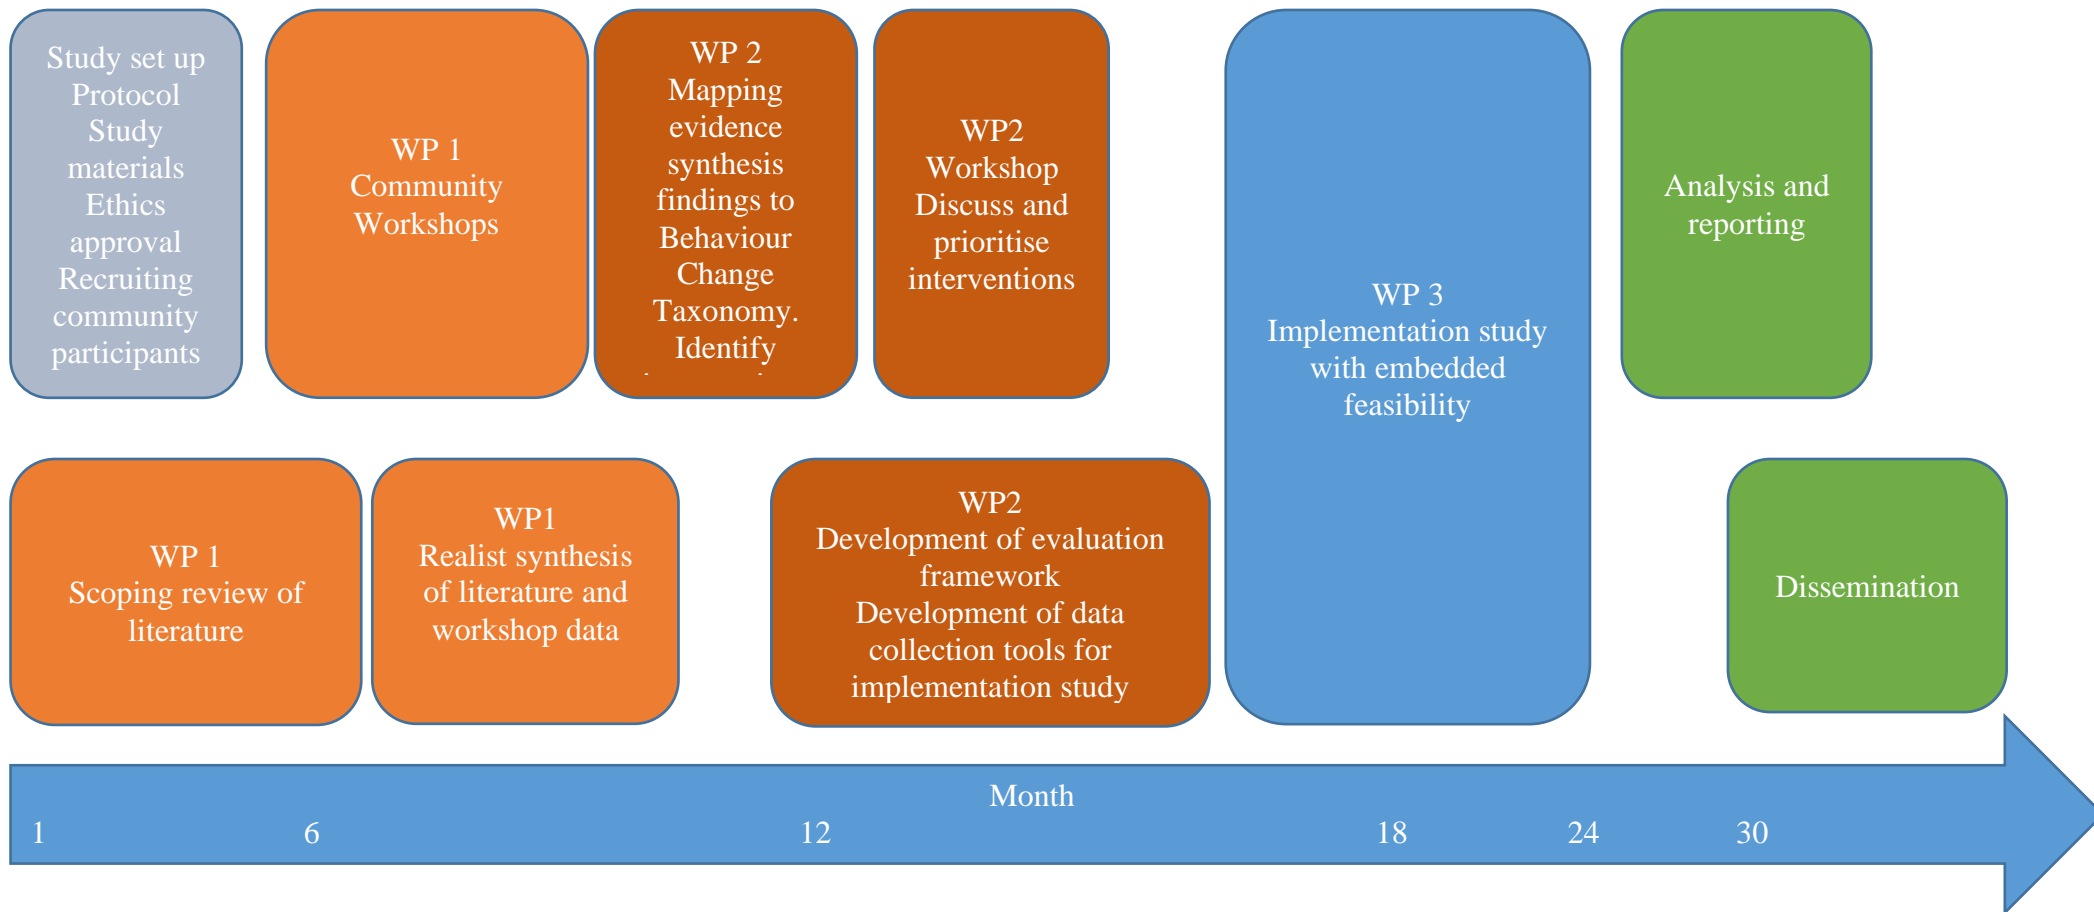 Study set up
Protocol
Study
materials
Ethics
approval
Recruiting
community
participants
WP 1
Community
Workshops
WP 2
Mapping
evidence
synthesis
findings to
Behaviour
Change
Taxonomy.
Identify
WP2
Workshop
Discuss and
prioritise
interventions
WP 3
Implementation study
with embedded
feasibility
Analysis and
reporting
WP 1
Scoping review of
literature
WP1
Realist synthesis
of literature and
workshop data
WP2
Development of evaluation
framework
Development of data
collection tools for
implementation study
Dissemination
Month
1 6 12 18 24 30